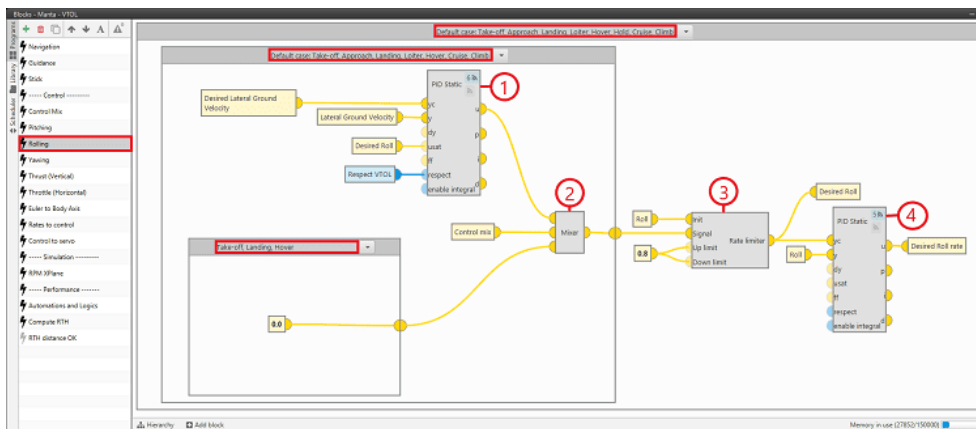 Blocks - Manta - VTOL
Programs
Library
Scheduler
Navigation
Guidance
Stick
----- Control --------
Control Mix
Pitching
Rolling
Yawing
Thrust (Vertical)
Throttle (Horizontal)
Euler to Body Axis
Rates to control
Control to servo
----- Simulation --------
RPM XPlane
----- Performance -------
Automations and Logics
Compute RTH
RTH distance OK
Default case: Take-off, Approach, Landing, Loiter, Hover, Hold, Cruise, Climb
Default case: Take-off, Approach, Landing, Loiter, Hover, Cruise, Climb
PID Static
1
Desired Lateral Ground
Velocity
yc
u
Lateral Ground Velocity
y
dy
p
Desired Roll
usat
ff
i
Respect VTOL
respect
d
enable integral
2
Control mix
Mixer
Take-off, Landing, Hover
0.0
3
Roll
Init
Signal
Rate limiter
0.8
Up limit
Down limit
Desired Roll
4
PID Static
yc
u
Desired Roll rate
Roll
y
dy
p
usat
ff
i
respect
d
enable integral
Hierarchy
Add block
Memory in use (27852/150000)